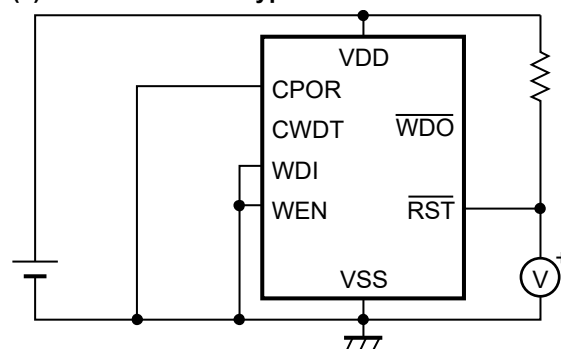 VDD
CPOR
CWDT WDO
WDI
WEN RST
VSS
V
+